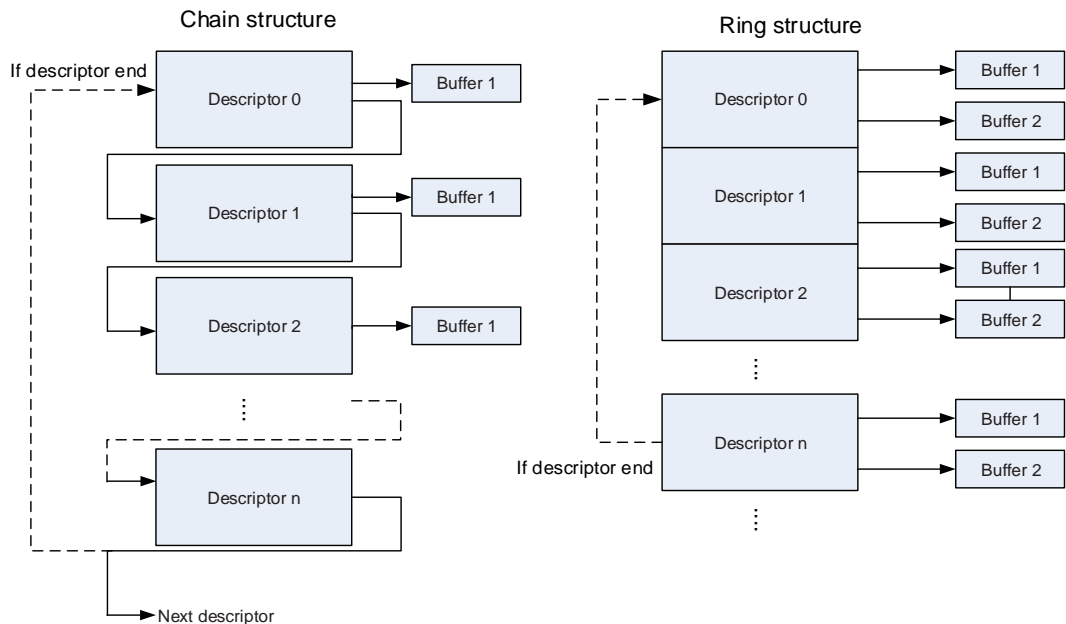 Chain structure
If descriptor end
Descriptor 0
Buffer 1
Descriptor 1
Buffer 1
Descriptor 2
Buffer 1
Descriptor n
Next descriptor
Ring structure
Descriptor 0
Buffer 1
Buffer 2
Descriptor 1
Buffer 1
Buffer 2
Descriptor 2
Buffer 1
Buffer 2
Descriptor n
Buffer 1
Buffer 2
If descriptor end